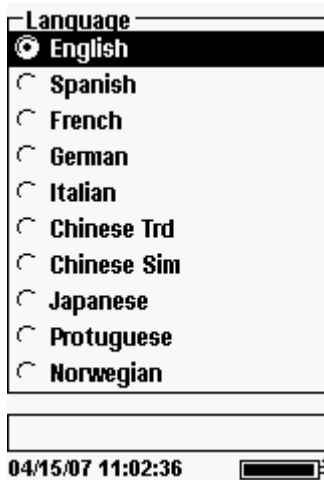 Language
English
Spanish
French
German
Italian
Chinese Trd
Chinese Sim
Japanese
Protuguese
Norwegian
04/15/07 11:02:36